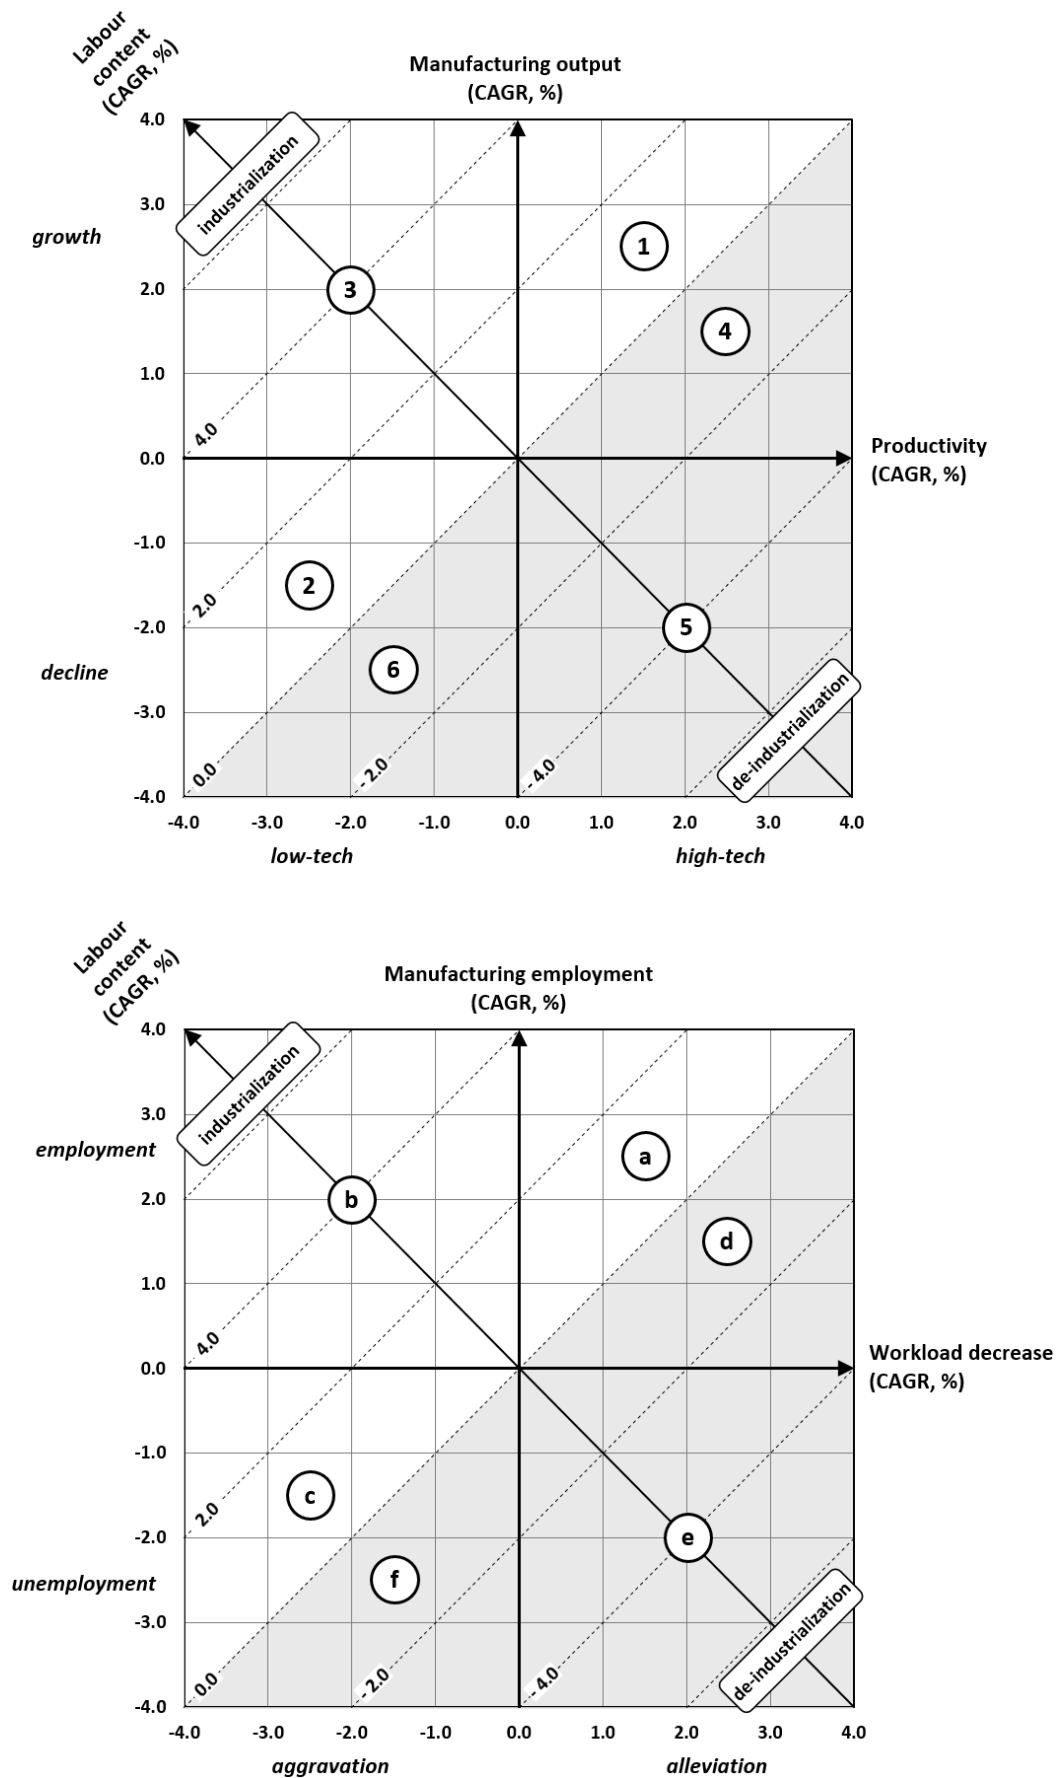 Labour
content
(CAGR, %)
Manufacturing output
(CAGR, %)
4.0
industrialization
3.0
growth
1
3
2.0
4
1.0
4.0
0.0
Productivity
(CAGR, %)
-1.0
2
2.0
-2.0
5
decline
6
-3.0
de-industrialization
0.0
- 2.0
- 4.0
-4.0
-4.0 -3.0 -2.0 -1.0 0.0 1.0 2.0 3.0 4.0
low-tech high-tech
Labour
content
(CAGR, %)
Manufacturing employment
(CAGR, %)
4.0
industrialization
3.0
employment
a
b
2.0
d
1.0
4.0
0.0
Workload decrease
(CAGR, %)
-1.0
c
2.0
-2.0
e
unemployment
f
-3.0
de-industrialization
0.0
- 2.0
- 4.0
-4.0
-4.0 -3.0 -2.0 -1.0 0.0 1.0 2.0 3.0 4.0
aggravation alleviation